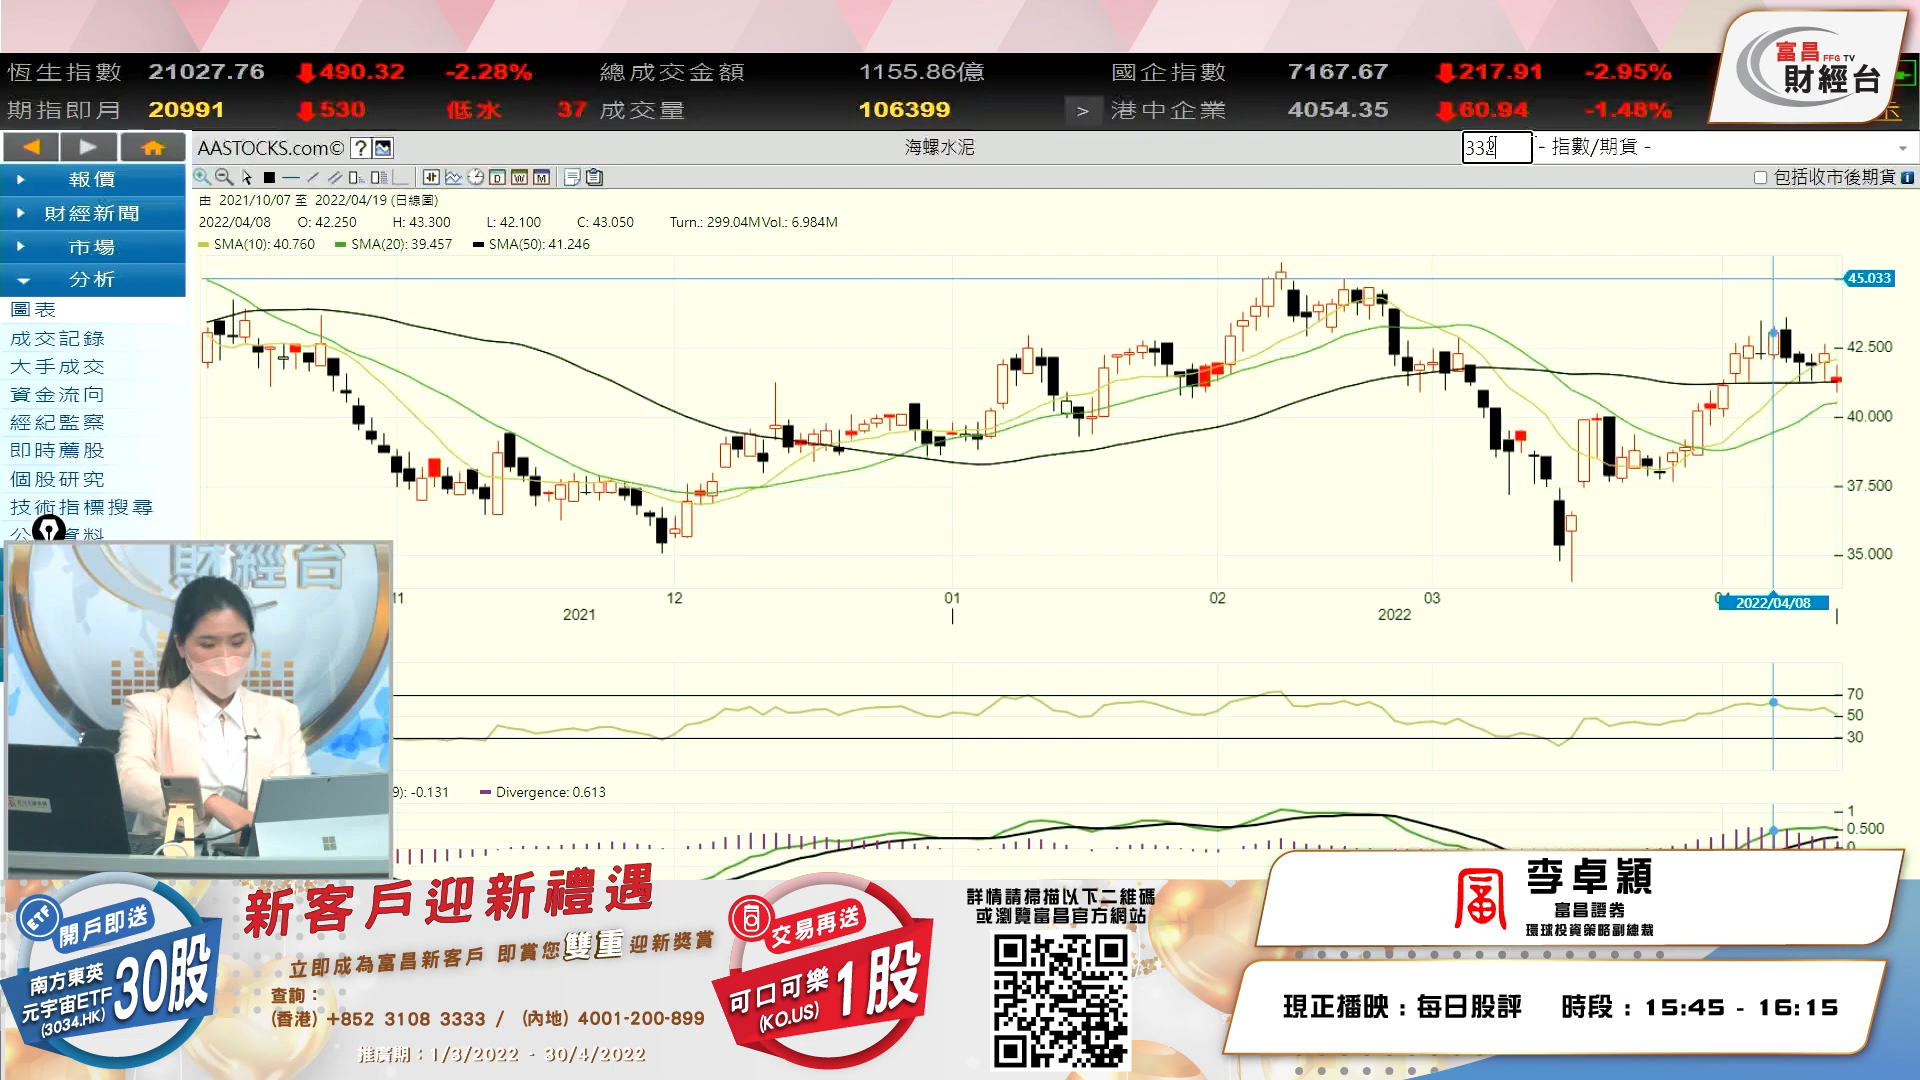 恆生指數 21027.76 490.32 -2.28% 總成交金額 1155.86億 國企指數 7167.67 217.91 -2.95%
期指即月 20991 530 低水 37 成交量 106399 > 港中企業 4054.35 60.94 -1.48%
富昌 FFG TV
財經台
AASTOCKS.com© ? 海螺水泥 332 - 指數/期貨 -
包括收市後期貨 i
報價
財經新聞
市場
分析
圖表
成交記錄
大手成交
資金流向
經紀監察
即時薦股
個股研究
技術指標搜尋
由 2021/10/07 至 2022/04/19 (日線圖)
2022/04/08 O: 42.250 H: 43.300 L: 42.100 C: 43.050 Turn.: 299.04M Vol.: 6.984M
SMA(10): 40.760 SMA(20): 39.457 SMA(50): 41.246
45.033
42.500
40.000
37.500
35.000
11 12 01 02 03 2022/04/08
2021 2022
70
50
30
9): -0.131 Divergence: 0.613
1
0.500
0
財經台
ETF
開戶即送
南方東英
元宇宙ETF
(3034.HK)
30股
新客戶迎新禮遇
立即成為富昌新客戶 即賞您雙重迎新獎賞
查詢：
(香港) +852 3108 3333 / (內地) 4001-200-899
推廣期：1/3/2022 - 30/4/2022
交易再送
可口可樂
(KO.US)
1股
詳情請掃描以下二維碼
或瀏覽富昌官方網站
李卓穎
富昌證券
環球投資策略副總裁
現正播映：每日股評 時段：15:45 - 16:15